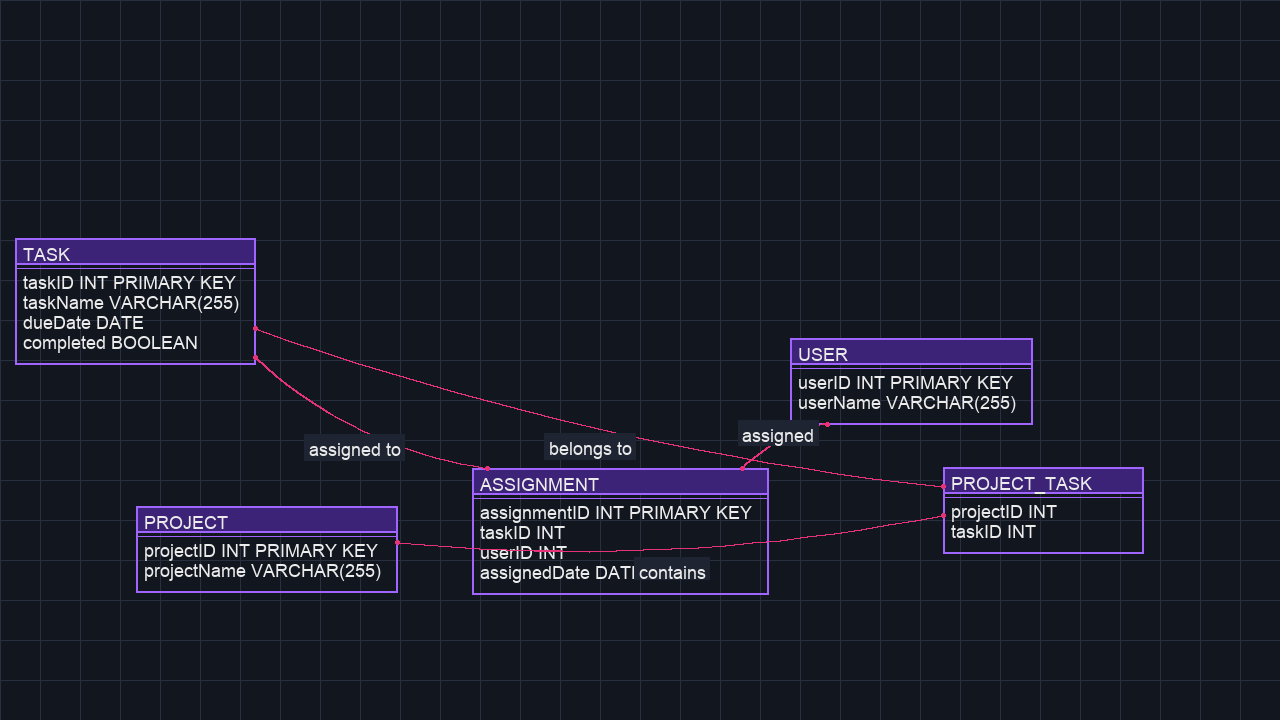 TASK
taskID INT PRIMARY KEY
taskName VARCHAR(255)
dueDate DATE
completed BOOLEAN
USER
userID INT PRIMARY KEY
userName VARCHAR(255)
assigned
assigned to
belongs to
ASSIGNMENT
assignmentID INT PRIMARY KEY
taskID INT
userID INT
assignedDate DATE
contains
PROJECT_TASK
projectID INT
taskID INT
PROJECT
projectID INT PRIMARY KEY
projectName VARCHAR(255)